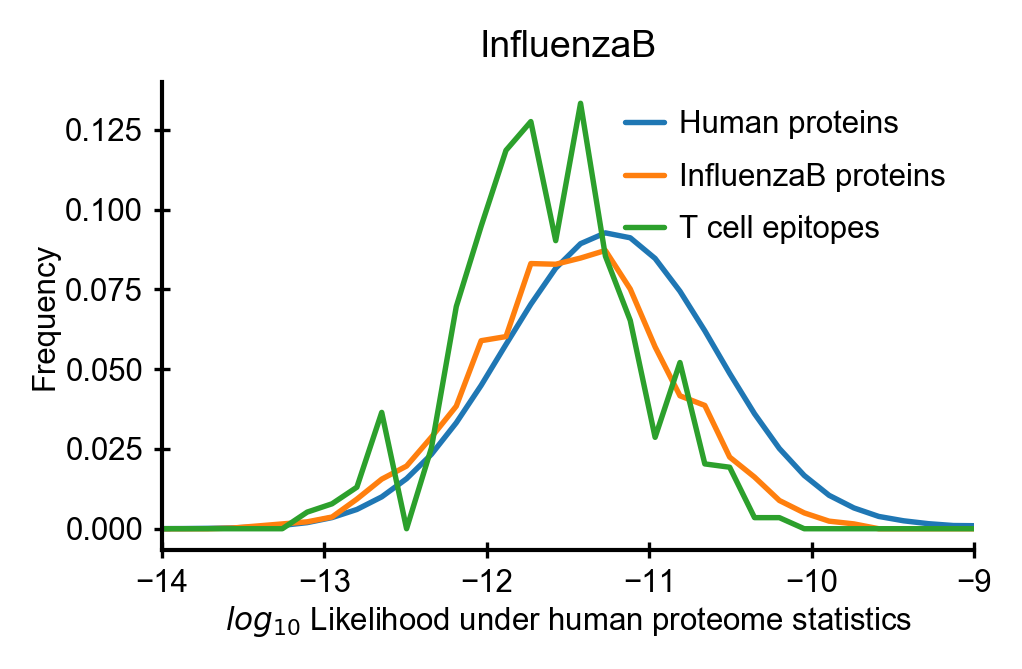 InfluenzaB
Human proteins
InfluenzaB proteins
T cell epitopes
Frequency
0.125
0.100
0.075
0.050
0.025
0.000
−14 −13 −12 −11 −10 −9
log₁₀ Likelihood under human proteome statistics